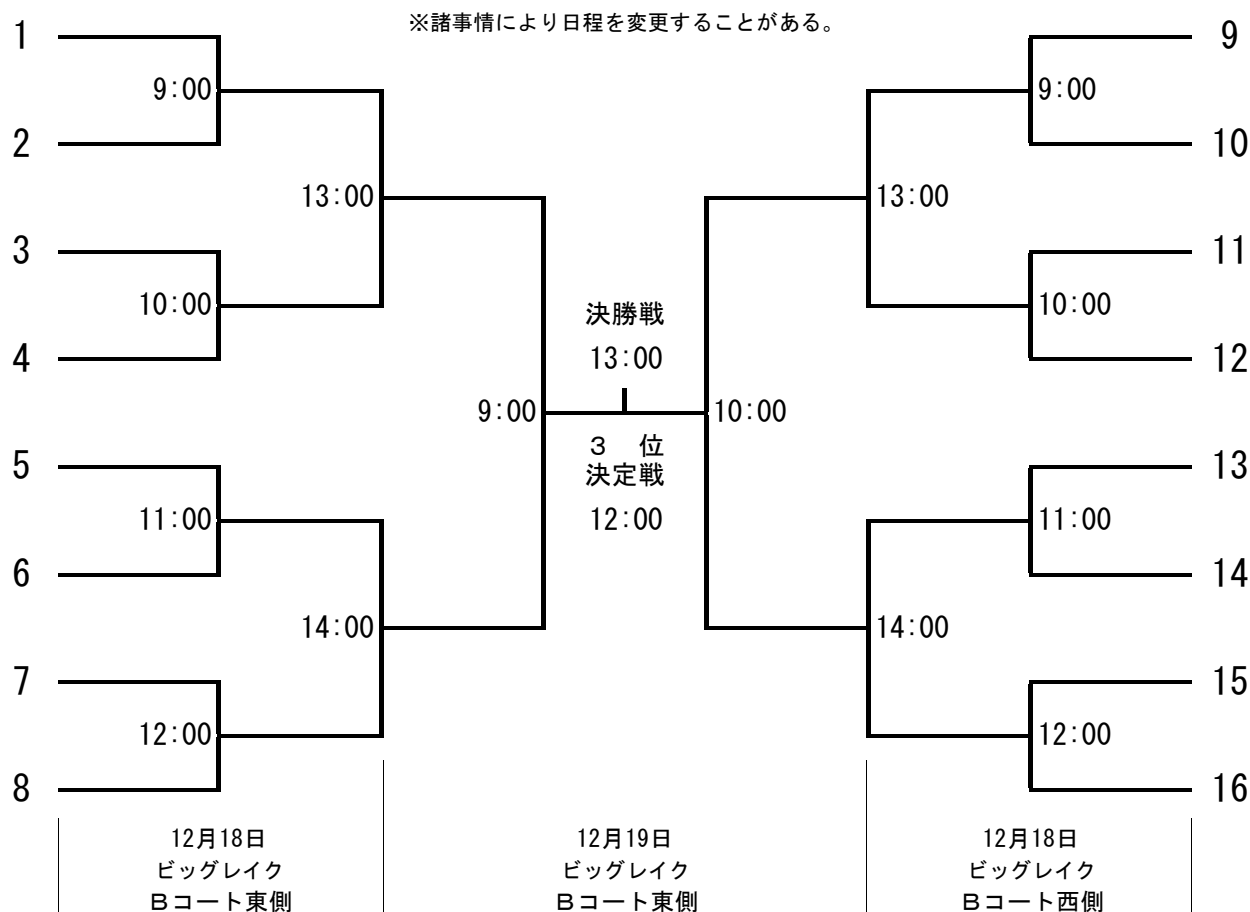 ※諸事情により日程を変更することがある。
1
9:00
2
13:00
3
10:00
4
9:00
5
11:00
6
14:00
7
12:00
8
決勝戦
13:00
３　位
決定戦
12:00
9
9:00
10
13:00
11
10:00
12
10:00
13
11:00
14
14:00
15
12:00
16
12月18日
ビッグレイク
Ｂコート東側
12月19日
ビッグレイク
Ｂコート東側
12月18日
ビッグレイク
Ｂコート西側